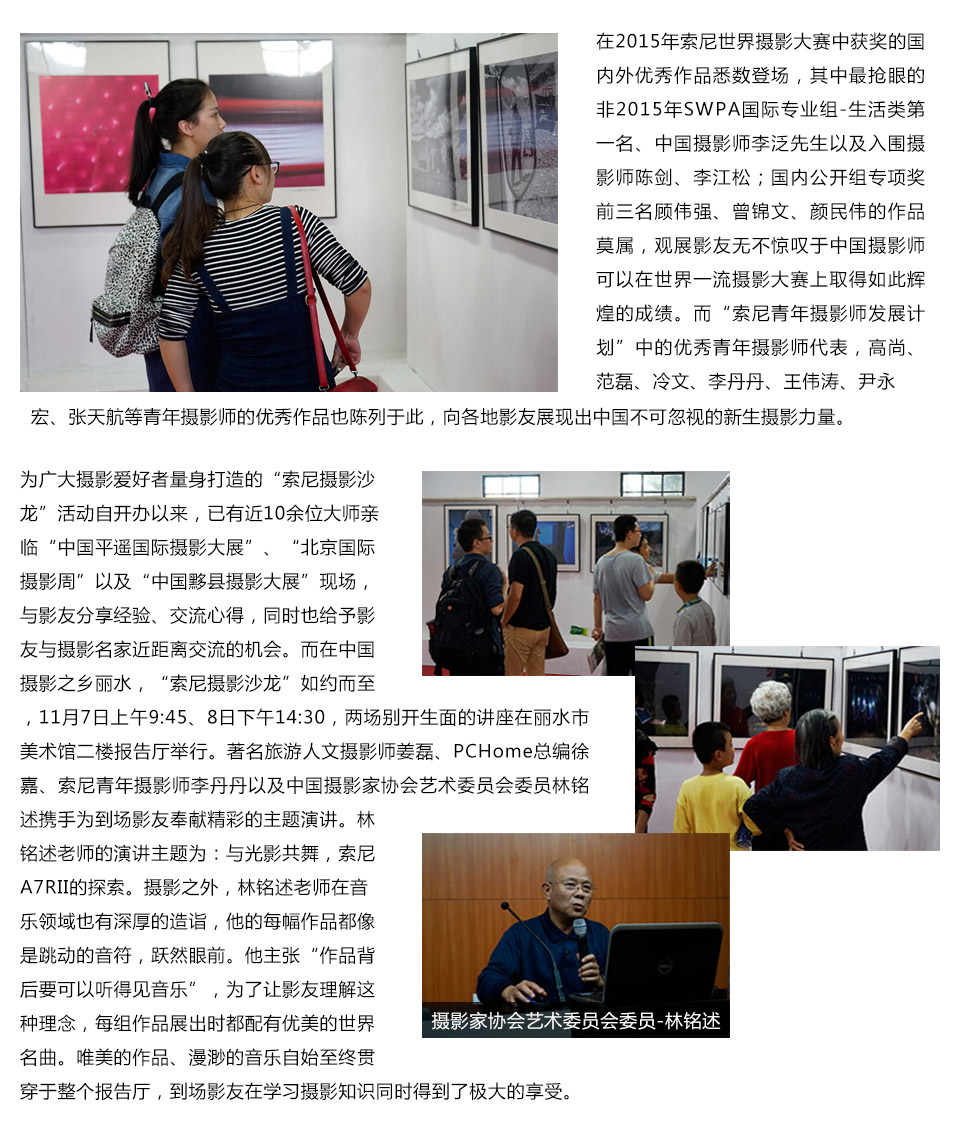 在2015年索尼世界摄影大赛中获奖的国
内外优秀作品悉数登场，其中最抢眼的
非2015年SWPA国际专业组-生活类第
一名、中国摄影师李泛先生以及入围摄
影师陈剑、李江松；国内公开组专项奖
前三名顾伟强、曾锦文、颜民伟的作品
莫属，观展影友无不惊叹于中国摄影师
可以在世界一流摄影大赛上取得如此辉
煌的成绩。而“索尼青年摄影师发展计
划”中的优秀青年摄影师代表，高尚、
范磊、冷文、李丹丹、王伟涛、尹永
宏、张天航等青年摄影师的优秀作品也陈列于此，向各地影友展现出中国不可忽视的新生摄影力量。
为广大摄影爱好者量身打造的“索尼摄影沙
龙”活动自开办以来，已有近10余位大师亲
临“中国平遥国际摄影大展”、“北京国际
摄影周”以及“中国黟县摄影大展”现场，
与影友分享经验、交流心得，同时也给予影
友与摄影名家近距离交流的机会。而在中国
摄影之乡丽水，“索尼摄影沙龙”如约而至
，11月7日上午9:45、8日下午14:30，两场别开生面的讲座在丽水市
美术馆二楼报告厅举行。著名旅游人文摄影师姜磊、PCHome总编徐
嘉、索尼青年摄影师李丹丹以及中国摄影家协会艺术委员会委员林铭
述携手为到场影友奉献精彩的主题演讲。林
铭述老师的演讲主题为：与光影共舞，索尼
A7RII的探索。摄影之外，林铭述老师在音
乐领域也有深厚的造诣，他的每幅作品都像
是跳动的音符，跃然眼前。他主张“作品背
后要可以听得见音乐”，为了让影友理解这
种理念，每组作品展出时都配有优美的世界
名曲。唯美的作品、漫渺的音乐自始至终贯
穿于整个报告厅，到场影友在学习摄影知识同时得到了极大的享受。
DELL
摄影家协会艺术委员会委员-林铭述